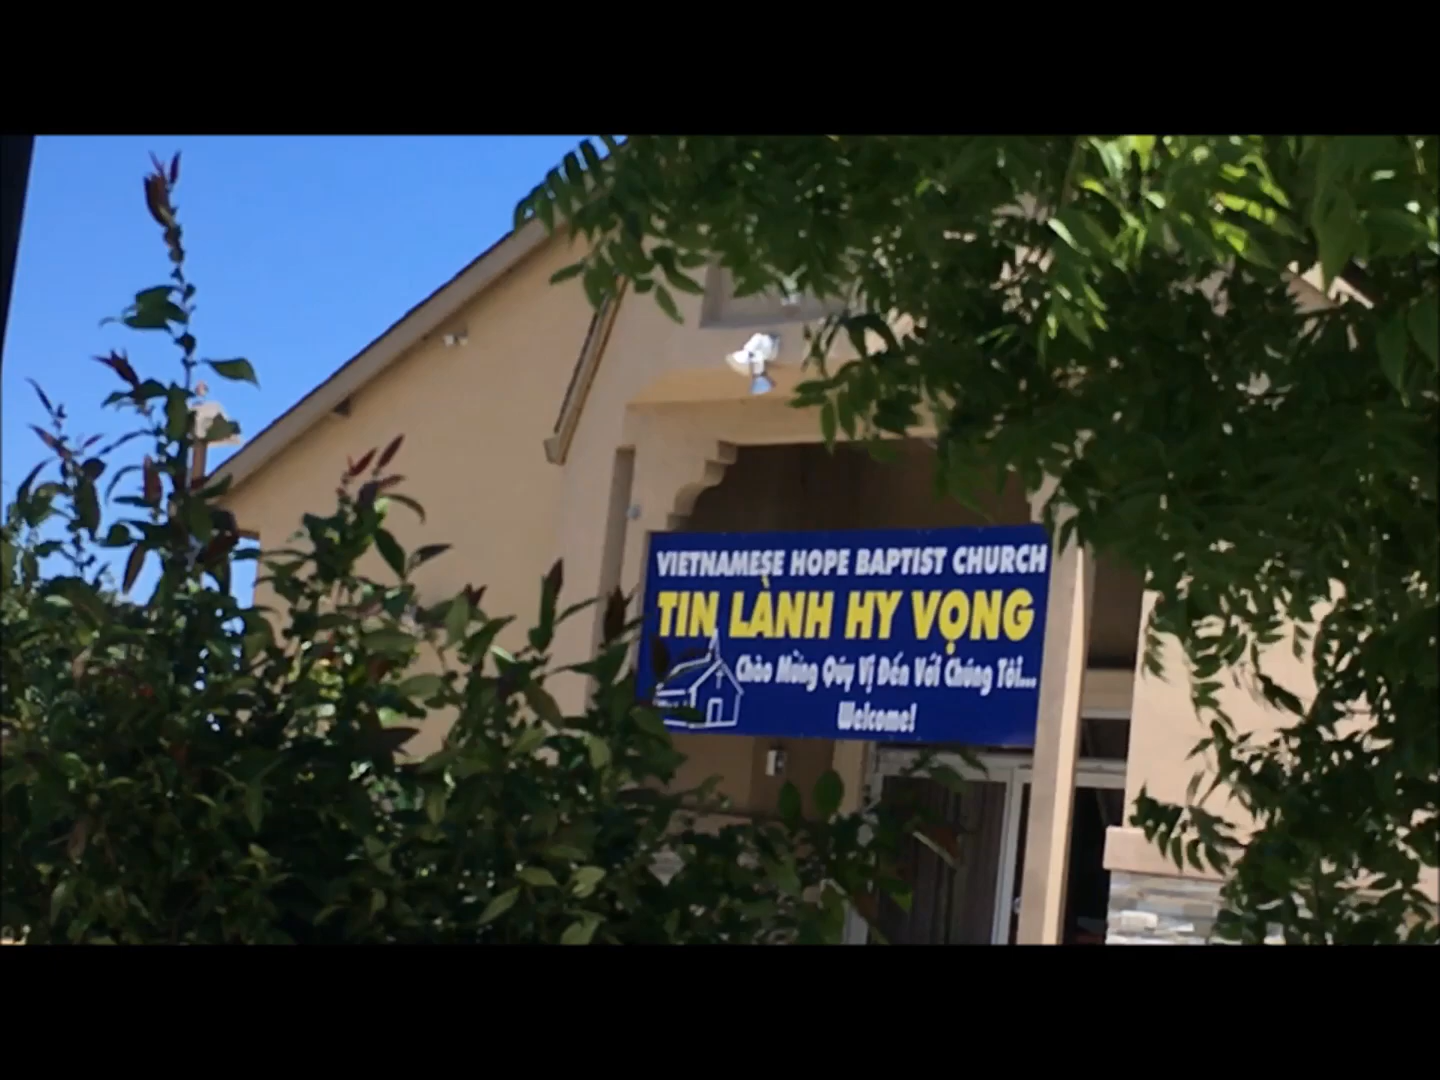 VIETNAMESE HOPE BAPTIST CHURCH
TIN LÀNH HY VỌNG
Chào Mừng Qúy Vị Đến Với Chúng Tôi...
Welcome!